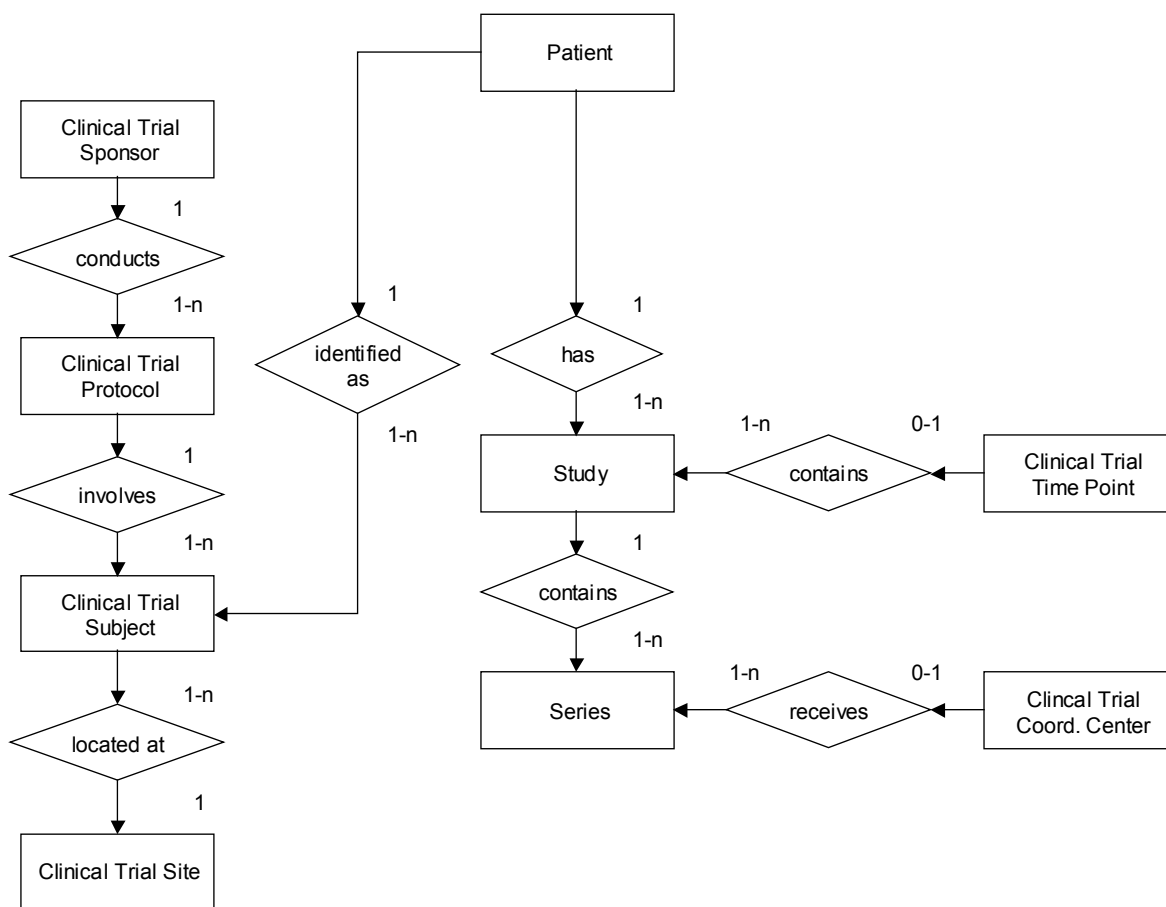 Patient
Clinical Trial
Sponsor
1
conducts
1-n
Clinical Trial
Protocol
1
involves
1-n
Clinical Trial
Subject
1-n
located at
1
Clinical Trial Site
1
identified
as
1-n
1
has
1-n
Study
1-n
contains
0-1
Clinical Trial
Time Point
1
contains
1-n
Series
1-n
receives
0-1
Clincal Trial
Coord. Center